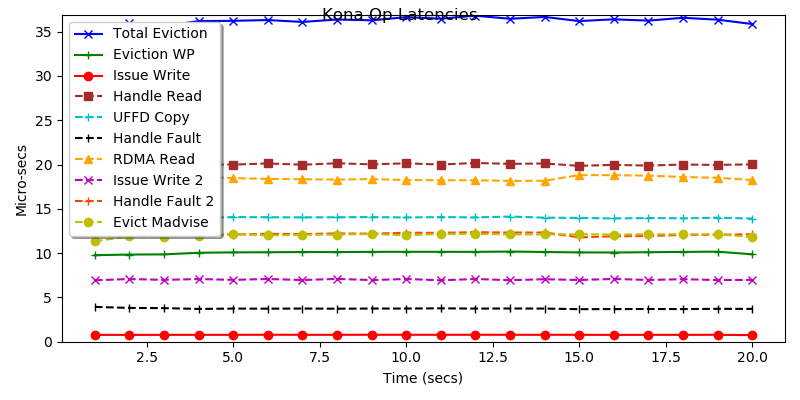 Kona Op Latencies
Total Eviction
Eviction WP
Issue Write
Handle Read
UFFD Copy
Handle Fault
RDMA Read
Issue Write 2
Handle Fault 2
Evict Madvise
Micro-secs
35
30
25
20
15
10
5
0
2.5 5.0 7.5 10.0 12.5 15.0 17.5 20.0
Time (secs)